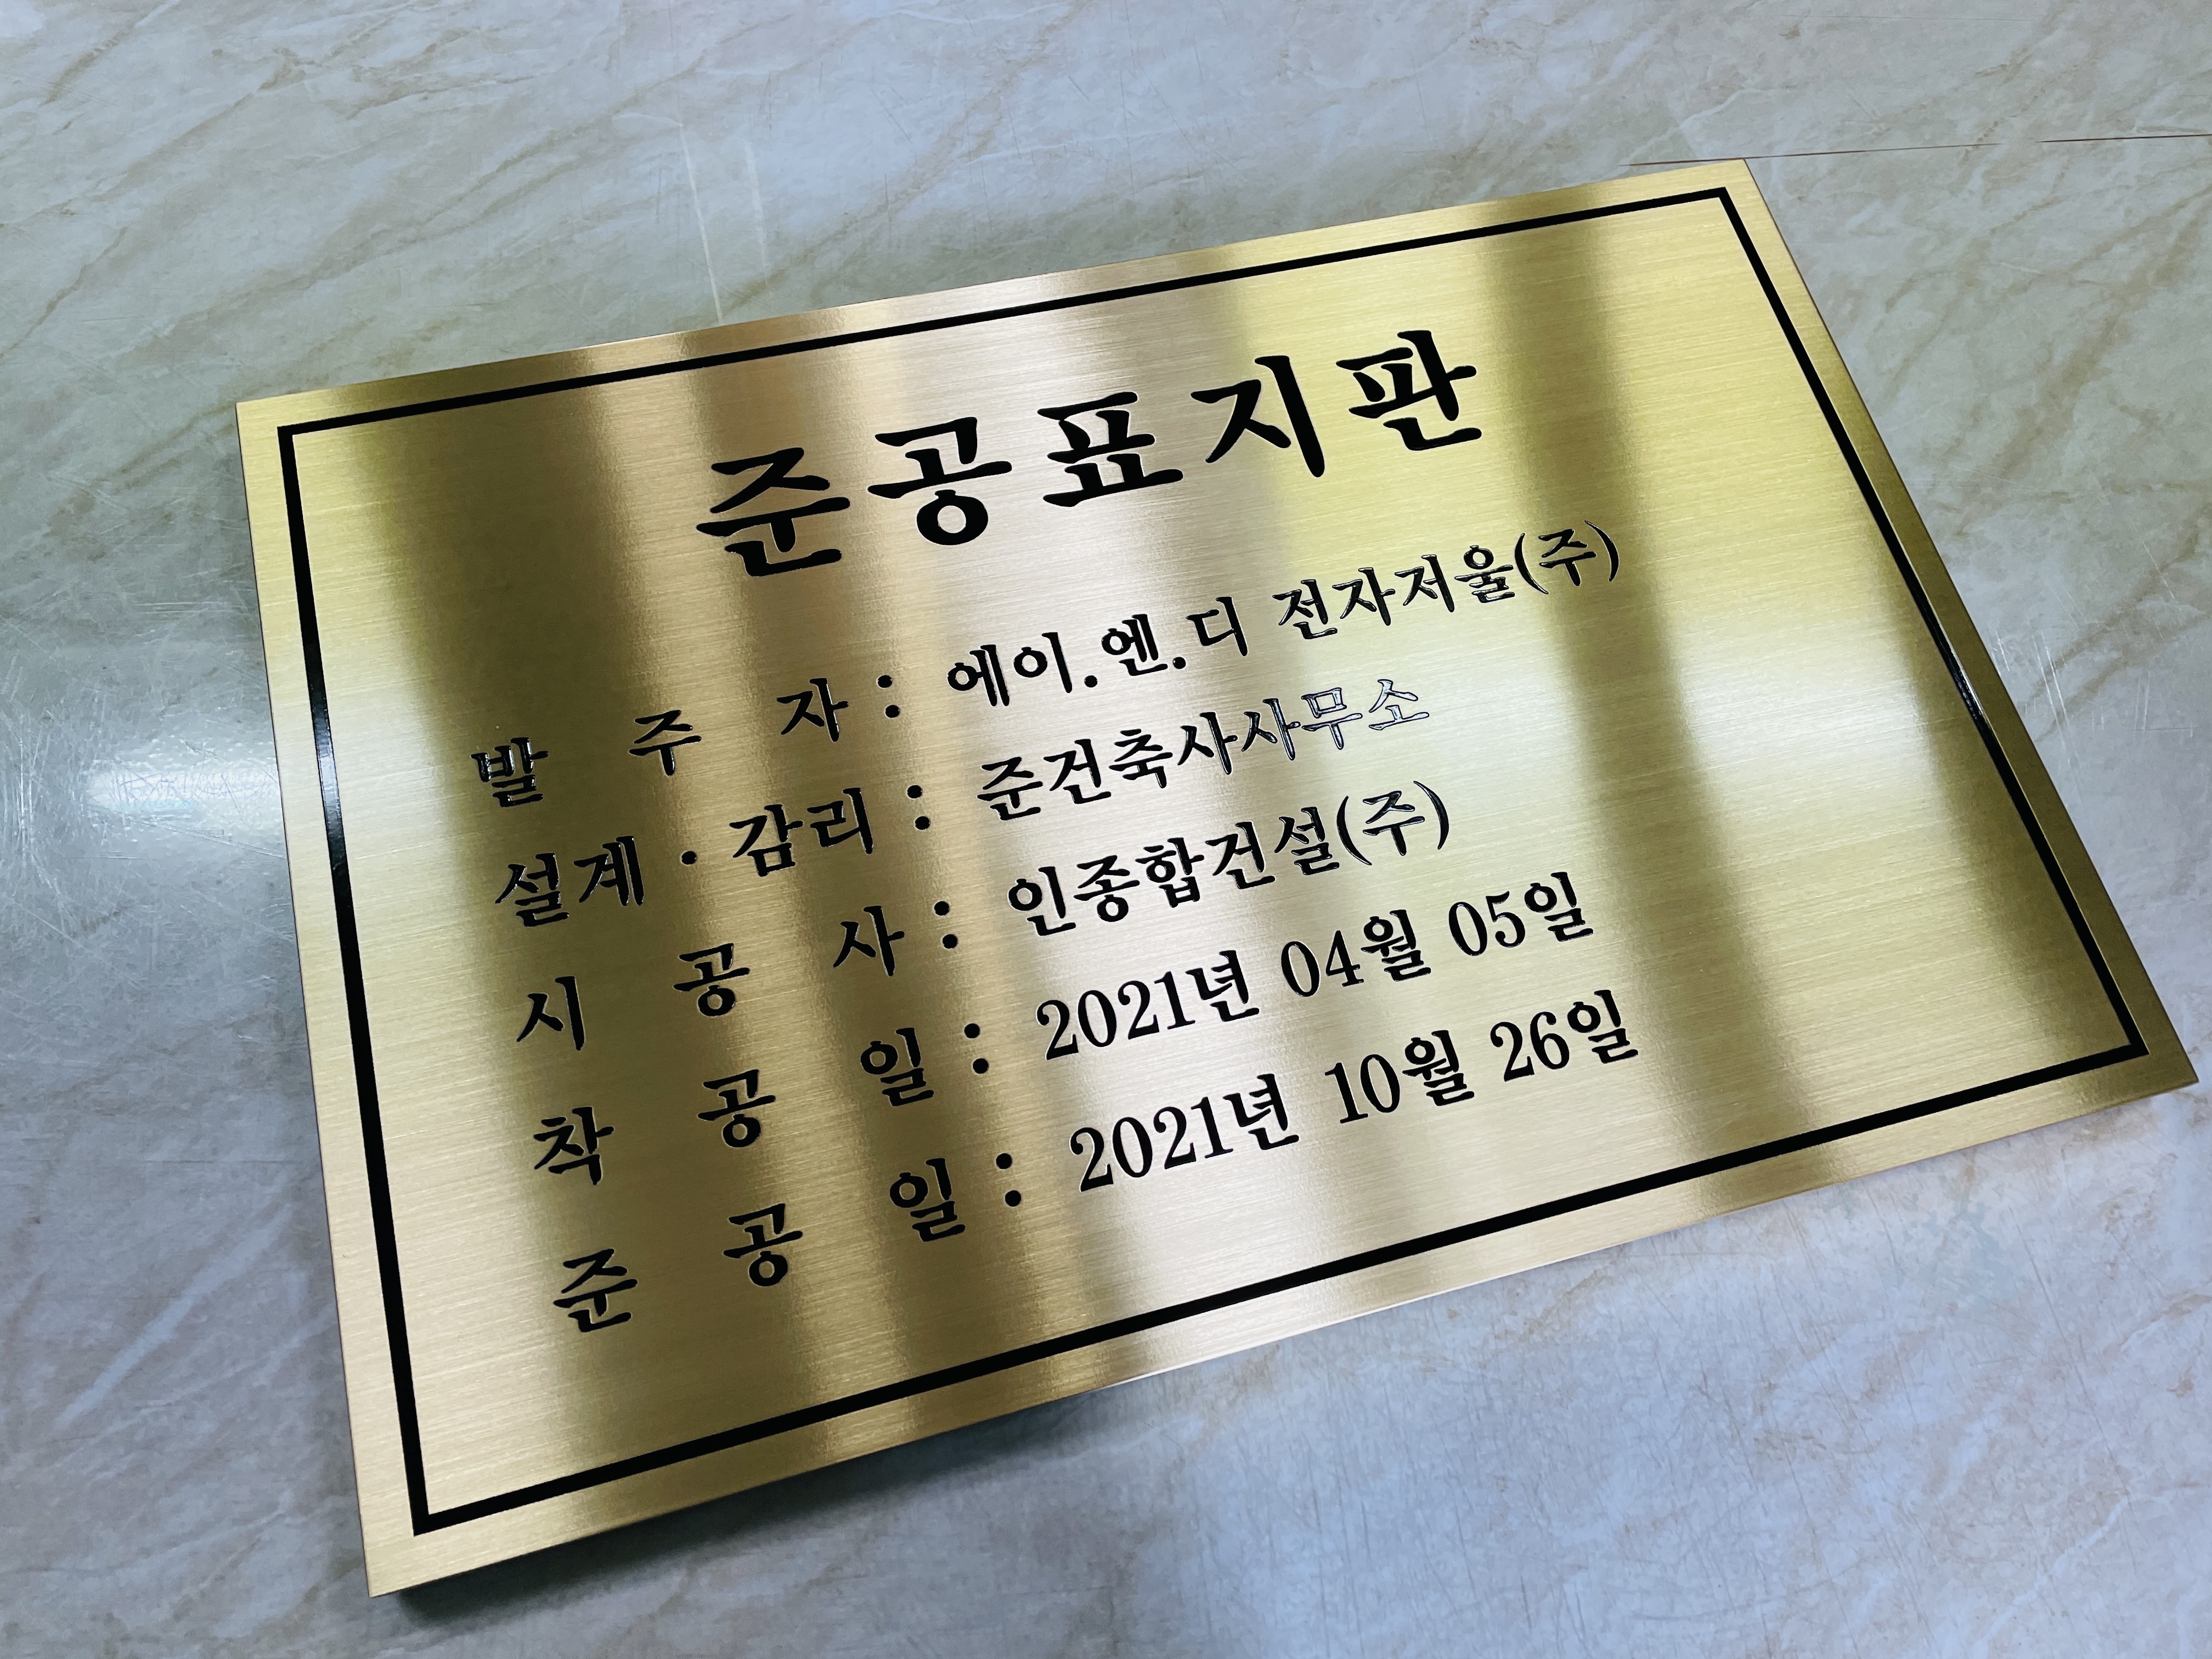 준공표지판
발 주 자 : 에이.엔.디 전자저울(주)
설계 · 감리 : 준건축사사무소
시 공 사 : 인종합건설(주)
착 공 일 : 2021년 04월 05일
준 공 일 : 2021년 10월 26일